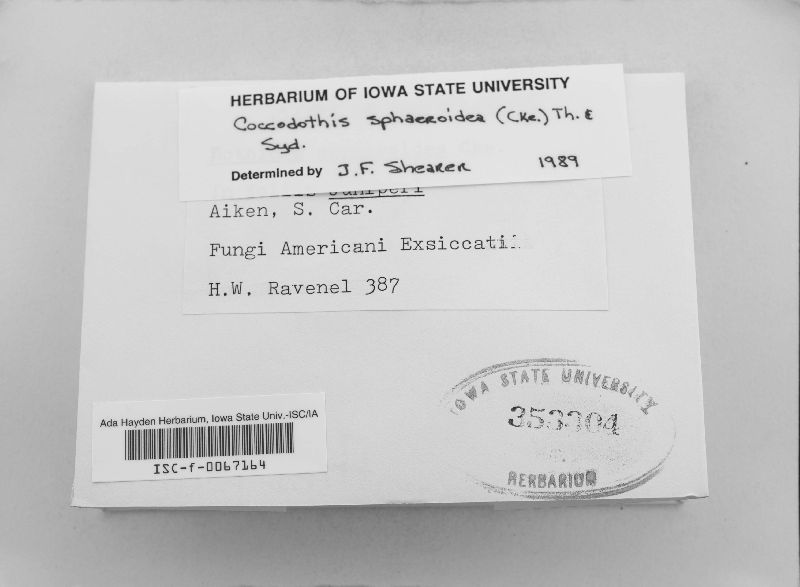 HERBARIUM OF IOWA STATE UNIVERSITY
Coccodothis sphaeroidea (Cke.) Th. &
Syd.
Determined by J.F. Shearer 1989
Juniperi
Aiken, S. Car.
Fungi Americani Exsiccati
H.W. Ravenel 387
Ada Hayden Herbarium, Iowa State Univ.-ISC/IA
ISC-f-0067164
IOWA STATE UNIVERSITY
353304
HERBARIUM